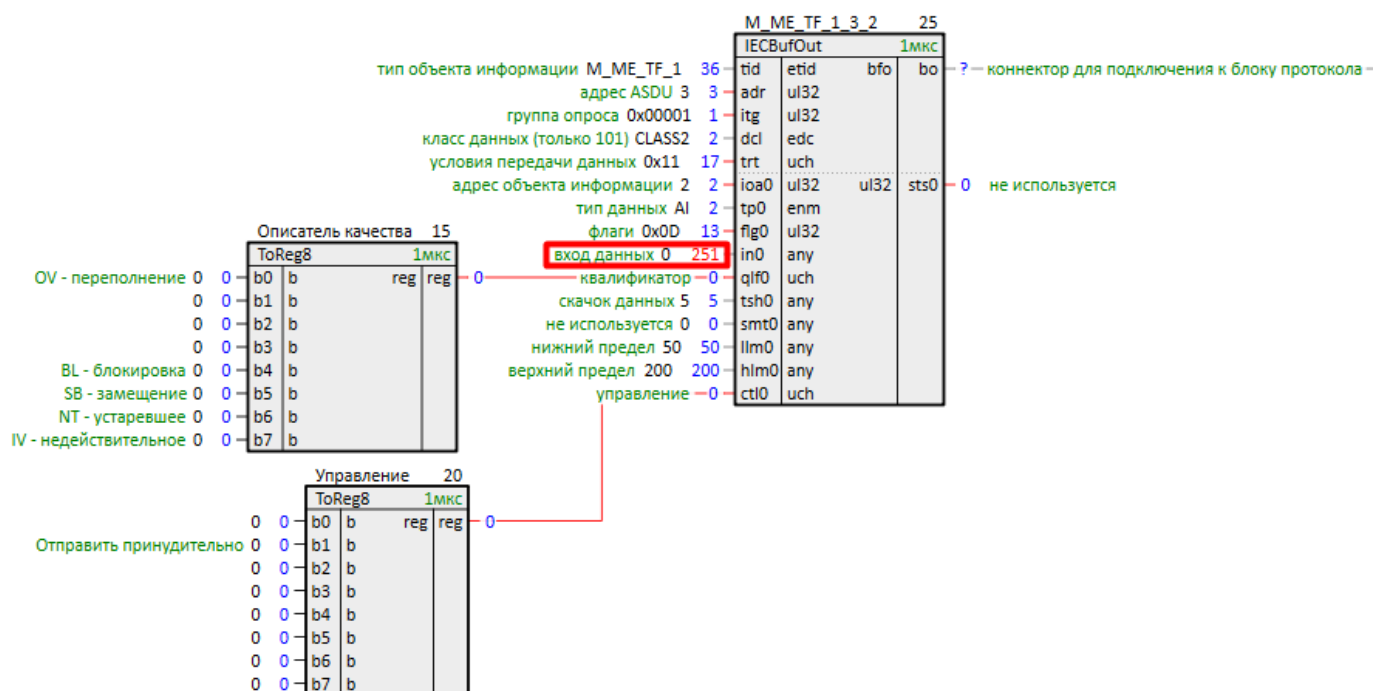 M_ME_TF_1_3_2 25
IECBufOut 1мкс
тип объекта информации M_ME_TF_1 36 tid etid bfo bo ? коннектор для подключения к блоку протокола
адрес ASDU 3 3 adr ul32
группа опроса 0x00001 1 itg ul32
класс данных (только 101) CLASS2 2 dcl edc
условия передачи данных 0x11 17 trt uch
адрес объекта информации 2 2 ioa0 ul32 ul32 sts0 0 не используется
тип данных AI 2 tp0 enm
флаги 0x0D 13 flg0 ul32
вход данных 0 251 in0 any
квалификатор 0 qlf0 uch
скачок данных 5 5 tsh0 any
не используется 0 0 smt0 any
нижний предел 50 50 llm0 any
верхний предел 200 200 hlm0 any
управление 0 ctl0 uch
Описатель качества 15
ToReg8 1мкс
OV - переполнение 0 0 b0 b reg reg 0
0 0 b1 b
0 0 b2 b
0 0 b3 b
BL - блокировка 0 0 b4 b
SB - замещение 0 0 b5 b
NT - устаревшее 0 0 b6 b
IV - недействительное 0 0 b7 b
Управление 20
ToReg8 1мкс
0 0 b0 b reg reg 0
Отправить принудительно 0 0 b1 b
0 0 b2 b
0 0 b3 b
0 0 b4 b
0 0 b5 b
0 0 b6 b
0 0 b7 b